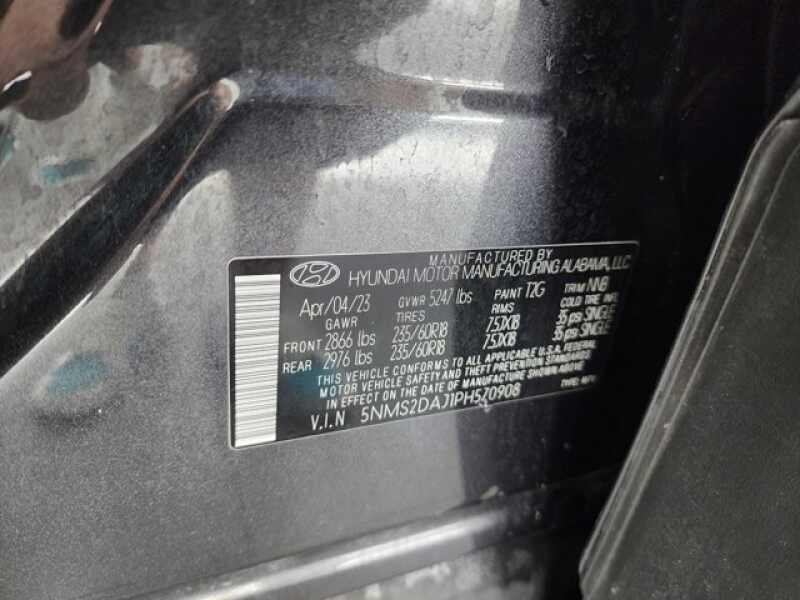 MANUFACTURED BY
HYUNDAI MOTOR MANUFACTURING ALABAMA, LLC
Apr/04/23 GVWR 5247 lbs PAINT T2G TRIM NNB
GAWR TIRES RIMS COLD TIRE INFL
FRONT 2866 lbs 235/60R18 7.5JX18 35 psi SINGLE
REAR 2976 lbs 235/60R18 7.5JX18 35 psi SINGLE
THIS VEHICLE CONFORMS TO ALL APPLICABLE U.S.A. FEDERAL
MOTOR VEHICLE SAFETY AND THEFT PREVENTION STANDARDS
IN EFFECT ON THE DATE OF MANUFACTURE SHOWN ABOVE.
V.I.N 5NMS2DAJ1PH570908 TYPE: MPV